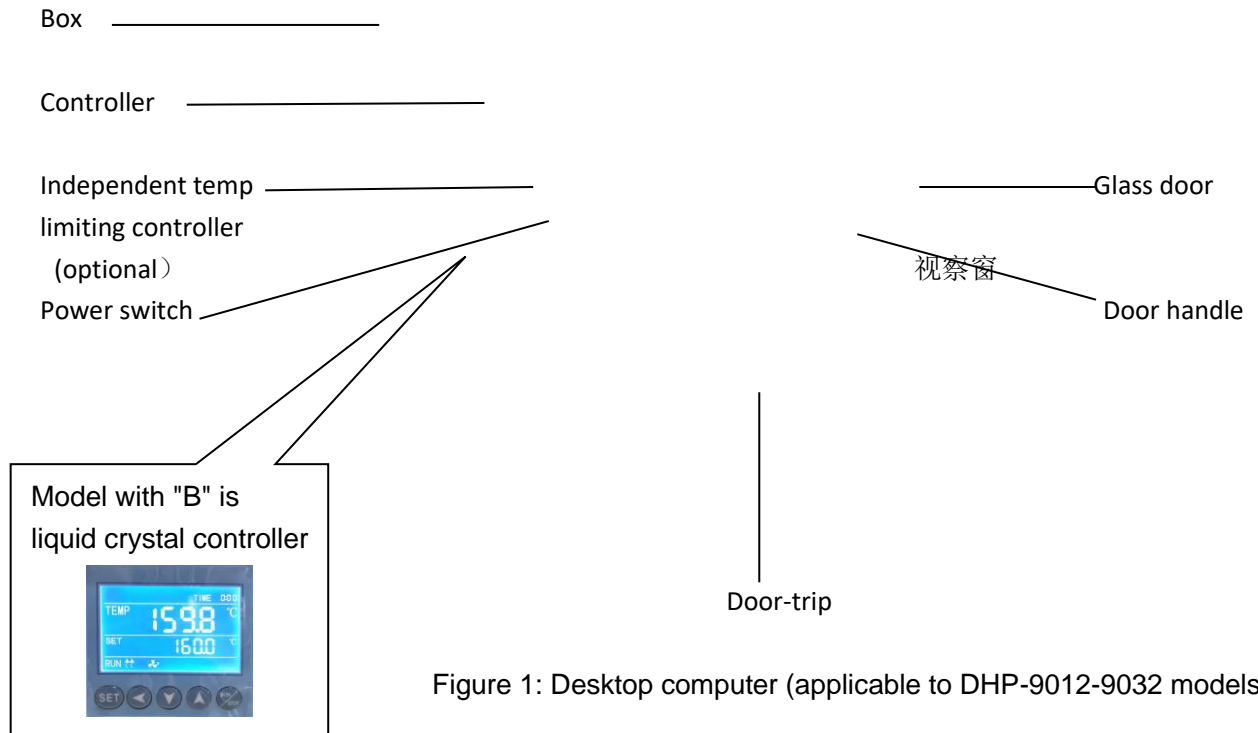 Box
Controller
Independent temp
limiting controller
(optional）
Power switch
Glass door
视察窗
Door handle
Model with "B" is
liquid crystal controller
TIME 000
TEMP 159.8 ℃
SET 160.0 ℃
RUN
SET
Door-trip
Figure 1: Desktop computer (applicable to DHP-9012-9032 models